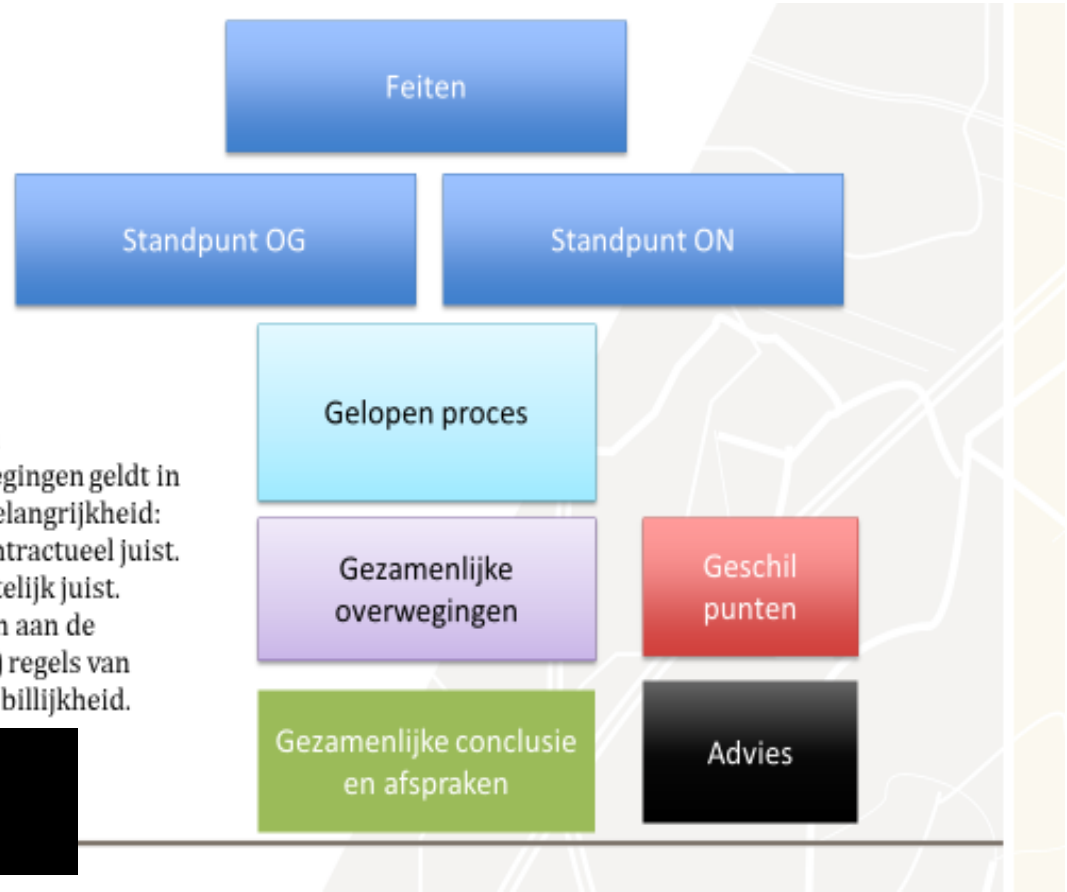 Feiten
Standpunt OG
Standpunt ON
Gelopen proces
egingen geldt in
elangrijkheid:
ntractueel juist.
telijk juist.
n aan de
) regels van
billijkheid.
Gezamenlijke
overwegingen
Geschil
punten
Gezamenlijke conclusie
en afspraken
Advies